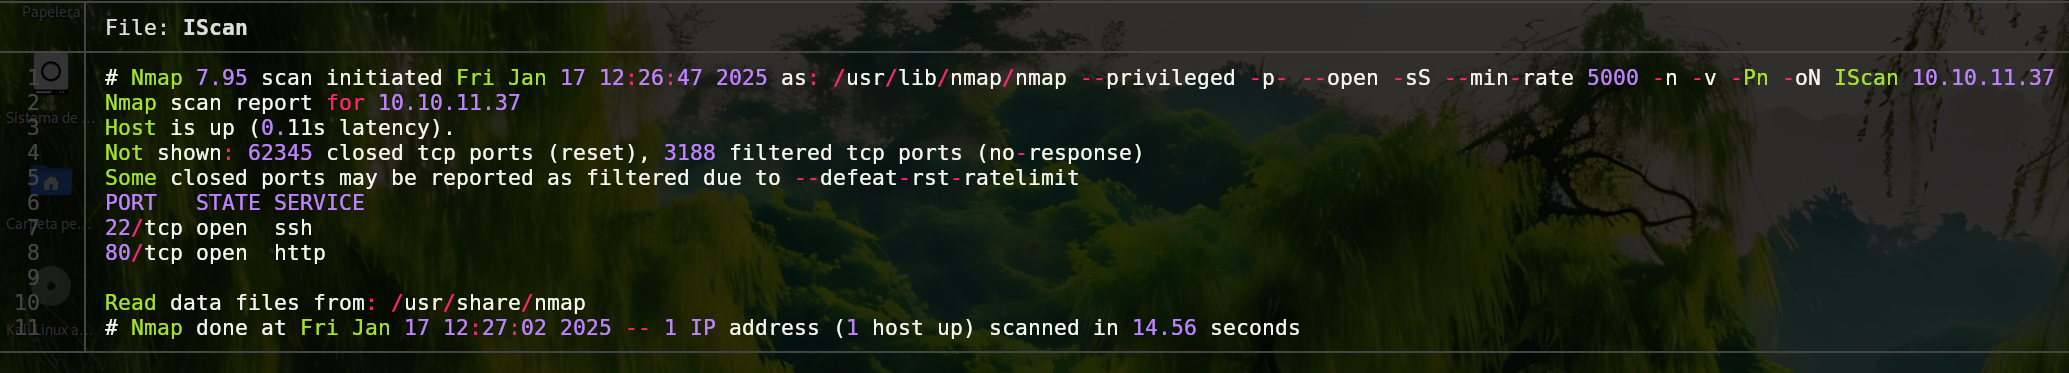 Papelera
File: IScan
1 # Nmap 7.95 scan initiated Fri Jan 17 12:26:47 2025 as: /usr/lib/nmap/nmap --privileged -p- --open -sS --min-rate 5000 -n -v -Pn -oN IScan 10.10.11.37
2 Nmap scan report for 10.10.11.37
Sistema de ...
3 Host is up (0.11s latency).
4 Not shown: 62345 closed tcp ports (reset), 3188 filtered tcp ports (no-response)
5 Some closed ports may be reported as filtered due to --defeat-rst-ratelimit
6 PORT   STATE SERVICE
Carpeta pe...
7 22/tcp open  ssh
8 80/tcp open  http
9
10 Read data files from: /usr/share/nmap
Kali Linux a...
11 # Nmap done at Fri Jan 17 12:27:02 2025 -- 1 IP address (1 host up) scanned in 14.56 seconds